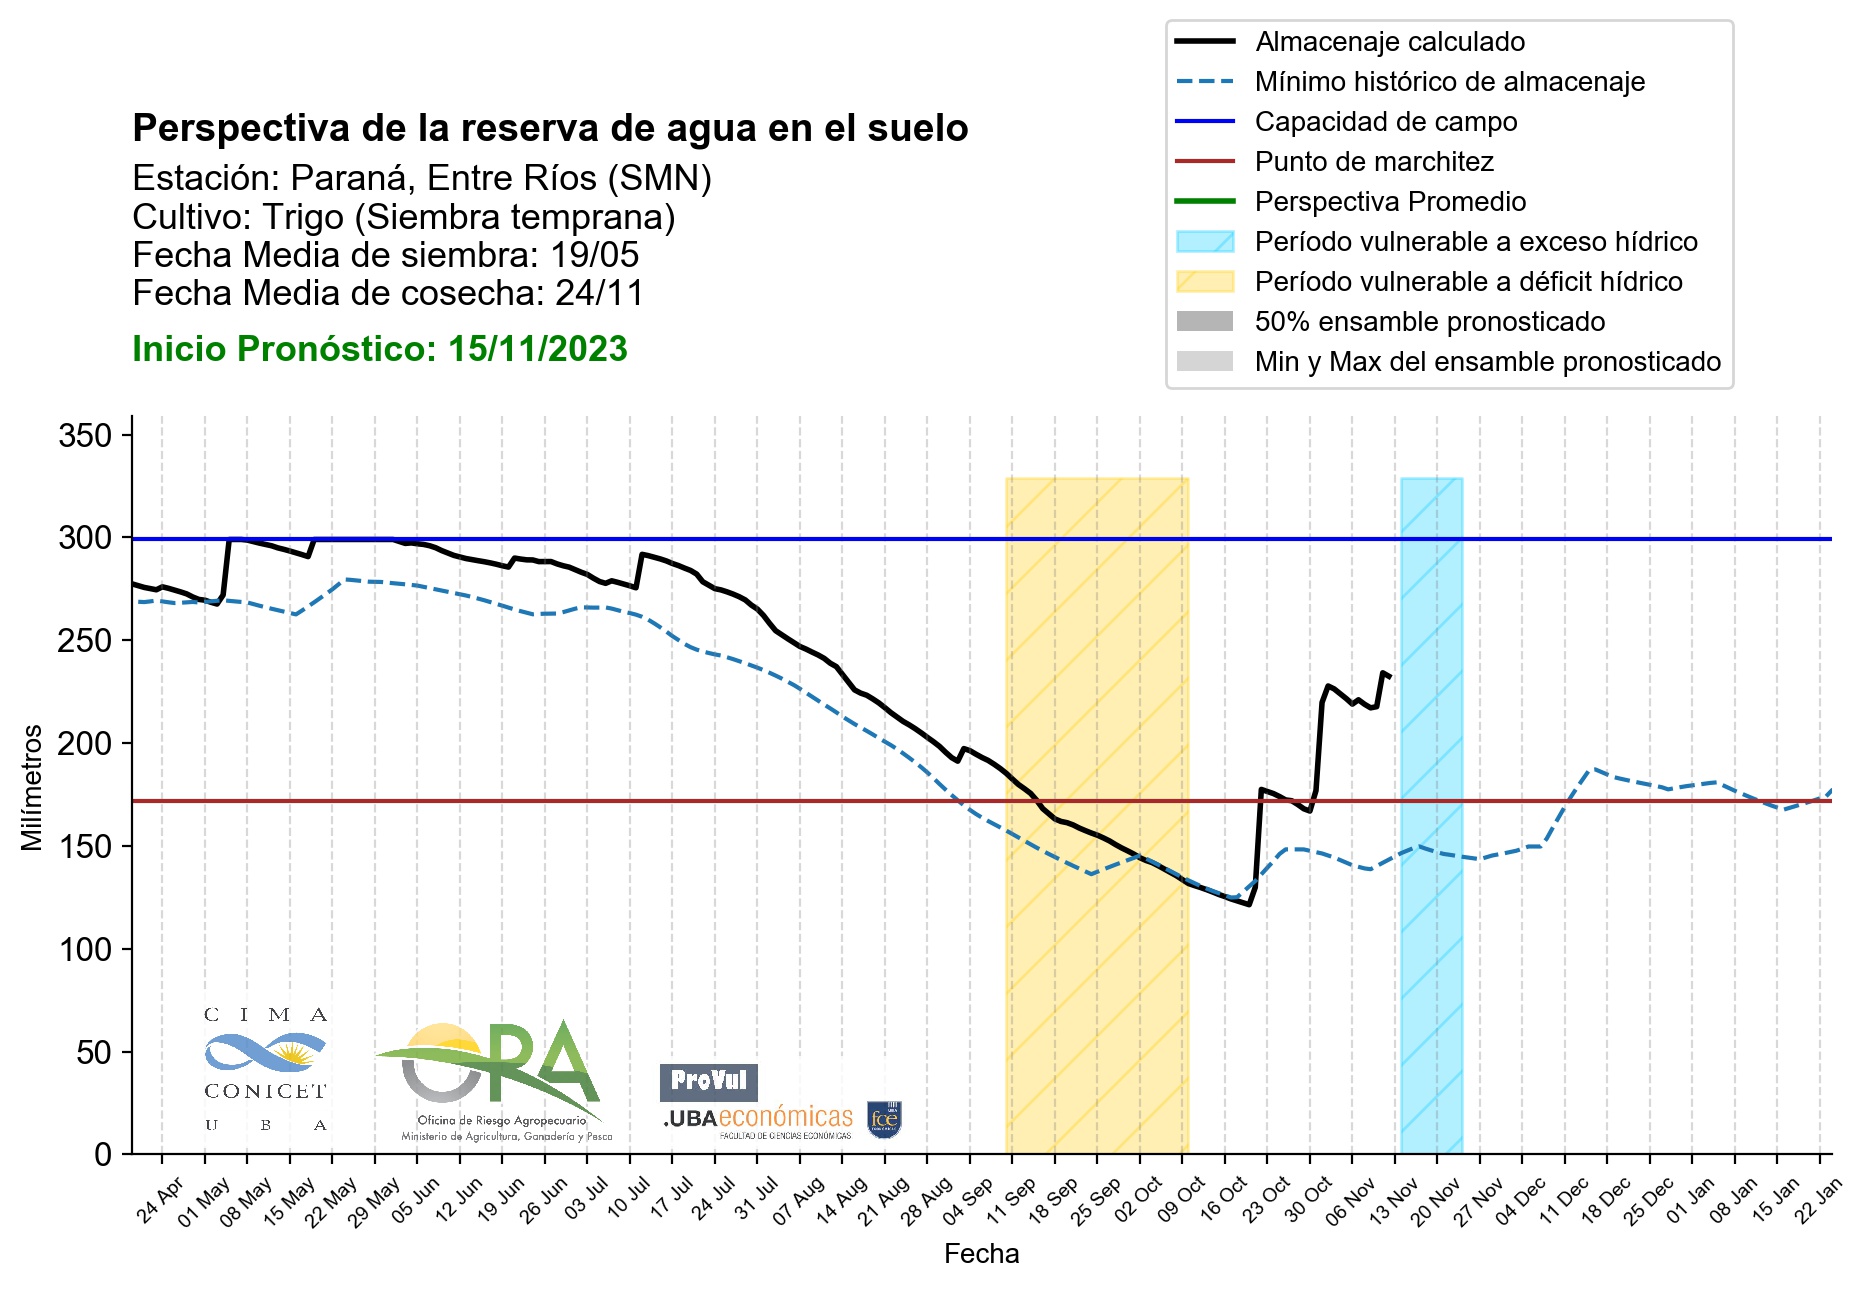 Almacenaje calculado
Mínimo histórico de almacenaje
Capacidad de campo
Punto de marchitez
Perspectiva Promedio
Período vulnerable a exceso hídrico
Período vulnerable a déficit hídrico
50% ensamble pronosticado
Min y Max del ensamble pronosticado
Perspectiva de la reserva de agua en el suelo
Estación: Paraná, Entre Ríos (SMN)
Cultivo: Trigo (Siembra temprana)
Fecha Media de siembra: 19/05
Fecha Media de cosecha: 24/11
Inicio Pronóstico: 15/11/2023
350
300
250
200
150
100
50
0
Milímetros
CIMA
CONICET
UBA
OPA
Oficina de Riesgo Agropecuario
Ministerio de Agricultura, Ganadería y Pesca
ProVul
.UBAeconómicas
FACULTAD DE CIENCIAS ECONÓMICAS
UBA
fce
ECONÓMICAS
24 Apr
01 May
08 May
15 May
22 May
29 May
05 Jun
12 Jun
19 Jun
26 Jun
03 Jul
10 Jul
17 Jul
24 Jul
31 Jul
07 Aug
14 Aug
21 Aug
28 Aug
04 Sep
11 Sep
18 Sep
25 Sep
02 Oct
09 Oct
16 Oct
23 Oct
30 Oct
06 Nov
13 Nov
20 Nov
27 Nov
04 Dec
11 Dec
18 Dec
25 Dec
01 Jan
08 Jan
15 Jan
22 Jan
Fecha